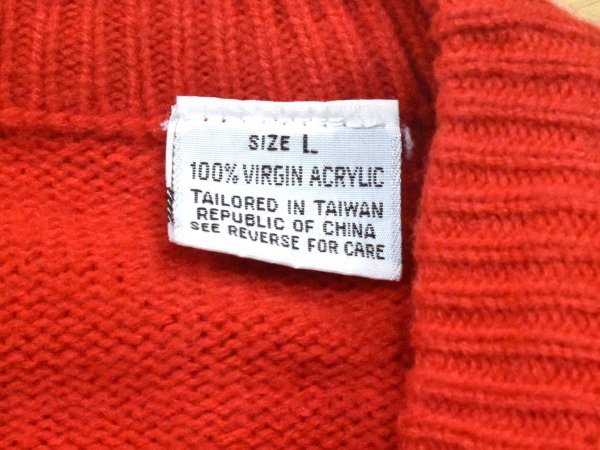 SIZE L
100% VIRGIN ACRYLIC
TAILORED IN TAIWAN
REPUBLIC OF CHINA
SEE REVERSE FOR CARE